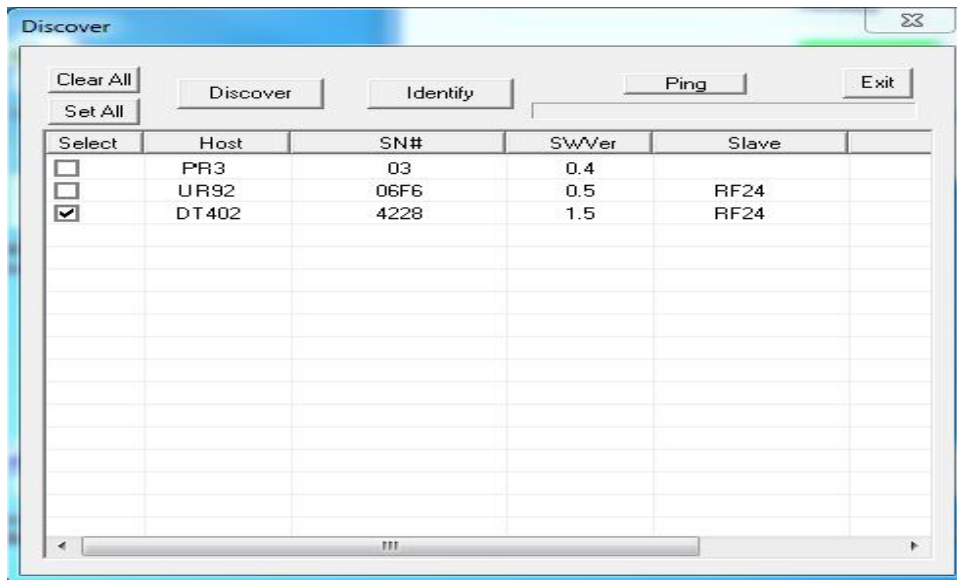 Discover
Clear All Discover Identify Ping Exit
Set All
Select Host SN# SWVer Slave
PR3 03 0.4
UR92 06F6 0.5 RF24
DT402 4228 1.5 RF24